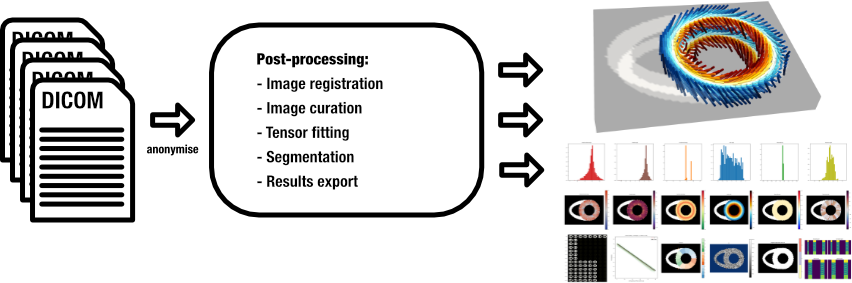 DICOM
DICOM
DICOM
DICOM
anonymise
Post-processing:
- Image registration
- Image curation
- Tensor fitting
- Segmentation
- Results export